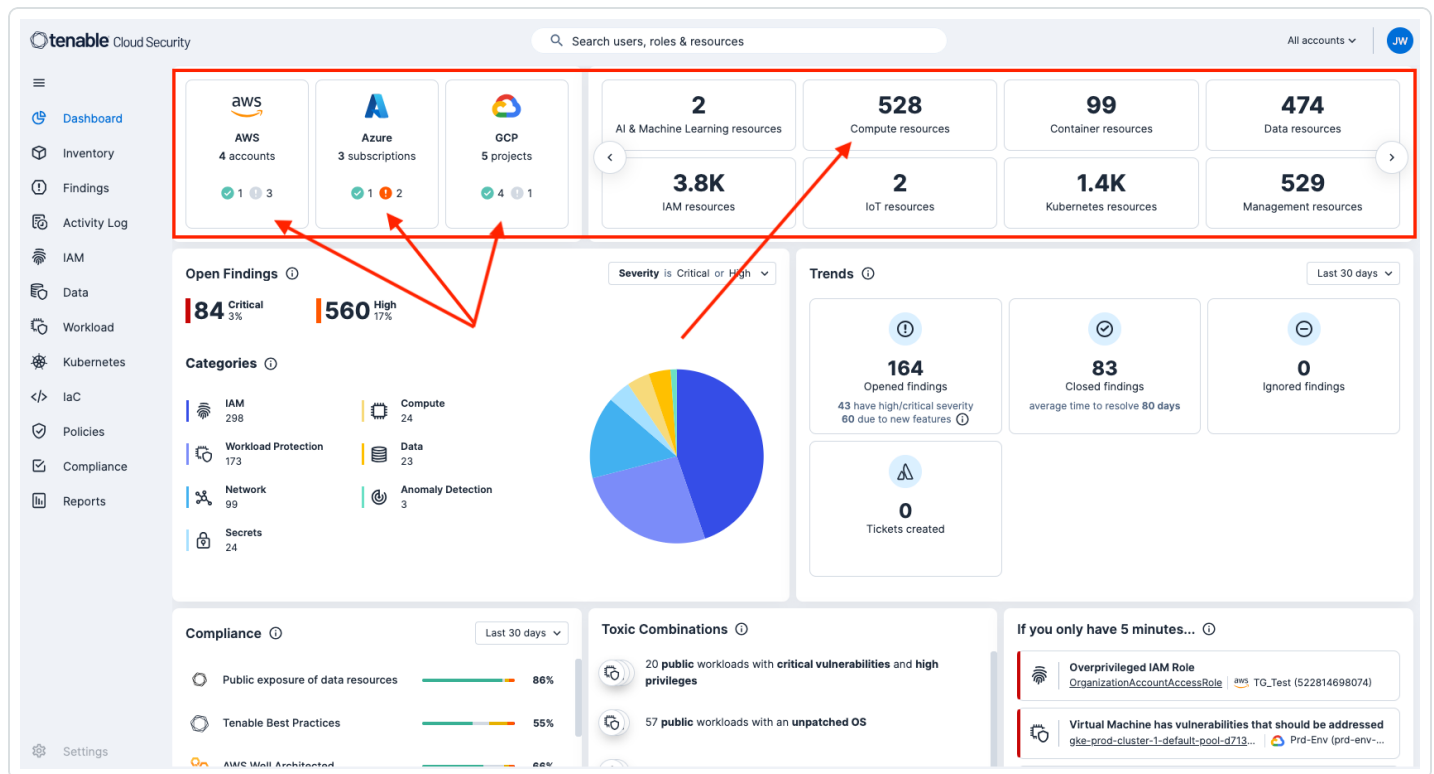 tenable Cloud Security
Search users, roles & resources
All accounts
JW
Dashboard
Inventory
Findings
Activity Log
IAM
Data
Workload
Kubernetes
IaC
Policies
Compliance
Reports
Settings
aws
AWS
4 accounts
1 3
Azure
3 subscriptions
1 2
GCP
5 projects
4 1
2
AI & Machine Learning resources
528
Compute resources
99
Container resources
474
Data resources
3.8K
IAM resources
2
IoT resources
1.4K
Kubernetes resources
529
Management resources
Open Findings
Severity is Critical or High
84 Critical
3%
560 High
17%
Categories
IAM
298
Workload Protection
173
Network
99
Secrets
24
Compute
24
Data
23
Anomaly Detection
3
Trends
Last 30 days
164
Opened findings
43 have high/critical severity
60 due to new features
83
Closed findings
average time to resolve 80 days
0
Ignored findings
0
Tickets created
Compliance
Last 30 days
Public exposure of data resources 86%
Tenable Best Practices 55%
AWS Well Architected 66%
Toxic Combinations
20 public workloads with critical vulnerabilities and high
privileges
57 public workloads with an unpatched OS
If you only have 5 minutes...
Overprivileged IAM Role
OrganizationAccountAccessRole aws TG_Test (522814698074)
Virtual Machine has vulnerabilities that should be addressed
gke-prod-cluster-1-default-pool-d713... Prd-Env (prd-env-...